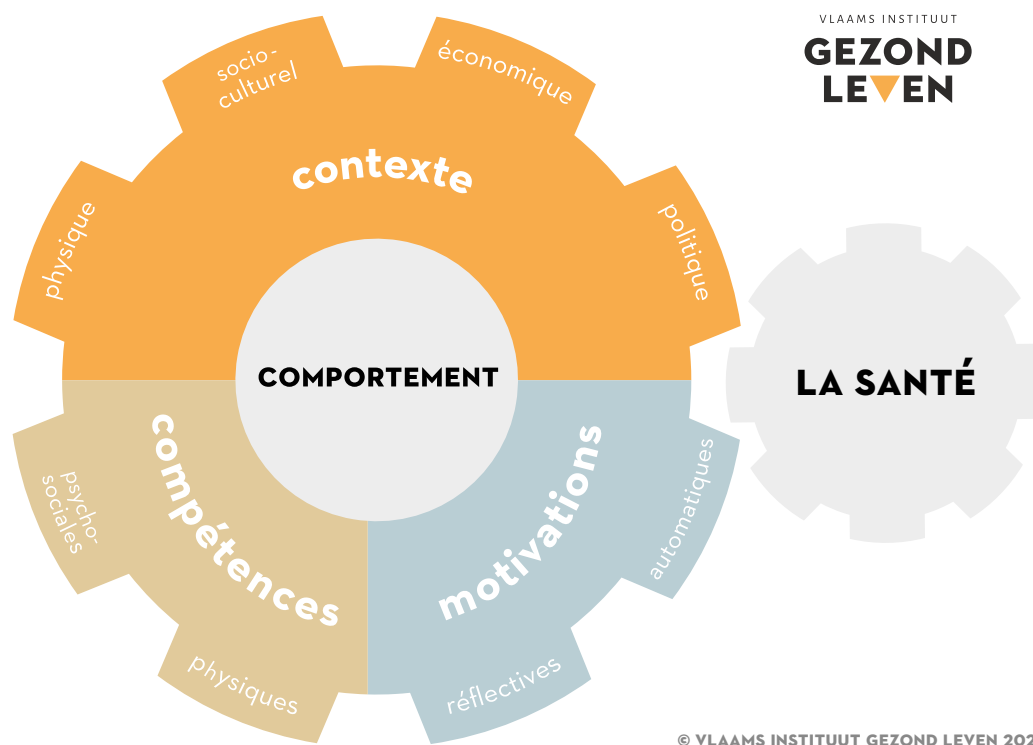 VLAAMS INSTITUUT
GEZOND
LEVEN
socio-
culturel
économique
physique
politique
contexte
COMPORTEMENT
LA SANTÉ
compétences
motivations
psycho-
sociales
physiques
réflectives
automatiques
© VLAAMS INSTITUUT GEZOND LEVEN